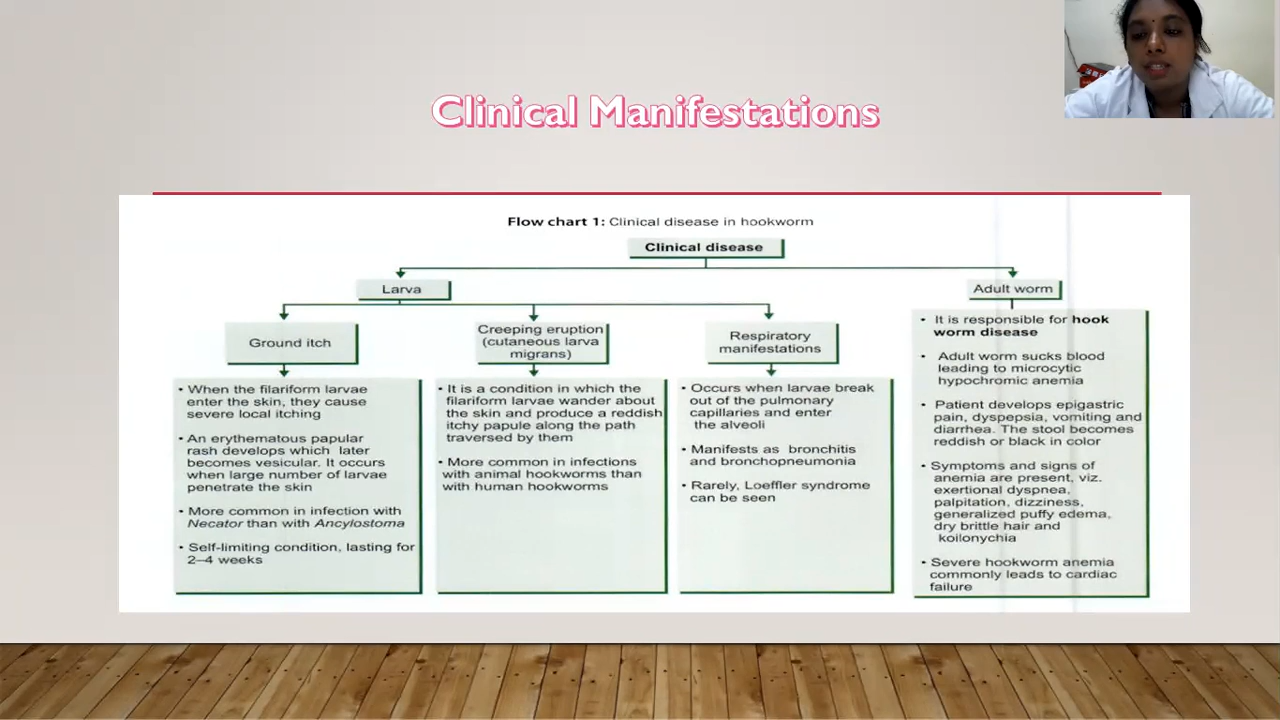 Clinical Manifestations
Flow chart 1: Clinical disease in hookworm
Clinical disease
Larva
Adult worm
Ground itch
• When the filariform larvae
enter the skin, they cause
severe local itching
• An erythematous papular
rash develops which later
becomes vesicular. It occurs
when large number of larvae
penetrate the skin
• More common in infection with
Necator than with Ancylostoma
• Self-limiting condition, lasting for
2–4 weeks
Creeping eruption
(cutaneous larva
migrans)
• It is a condition in which the
filariform larvae wander about
the skin and produce a reddish
itchy papule along the path
traversed by them
• More common in infections
with animal hookworms than
with human hookworms
Respiratory
manifestations
• Occurs when larvae break
out of the pulmonary
capillaries and enter
the alveoli
• Manifests as bronchitis
and bronchopneumonia
• Rarely, Loeffler syndrome
can be seen
• It is responsible for hook
worm disease
• Adult worm sucks blood
leading to microcytic
hypochromic anemia
• Patient develops epigastric
pain, dyspepsia, vomiting and
diarrhea. The stool becomes
reddish or black in color
• Symptoms and signs of
anemia are present, viz.
exertional dyspnea,
palpitation, dizziness,
generalized puffy edema,
dry brittle hair and
koilonychia
• Severe hookworm anemia
commonly leads to cardiac
failure